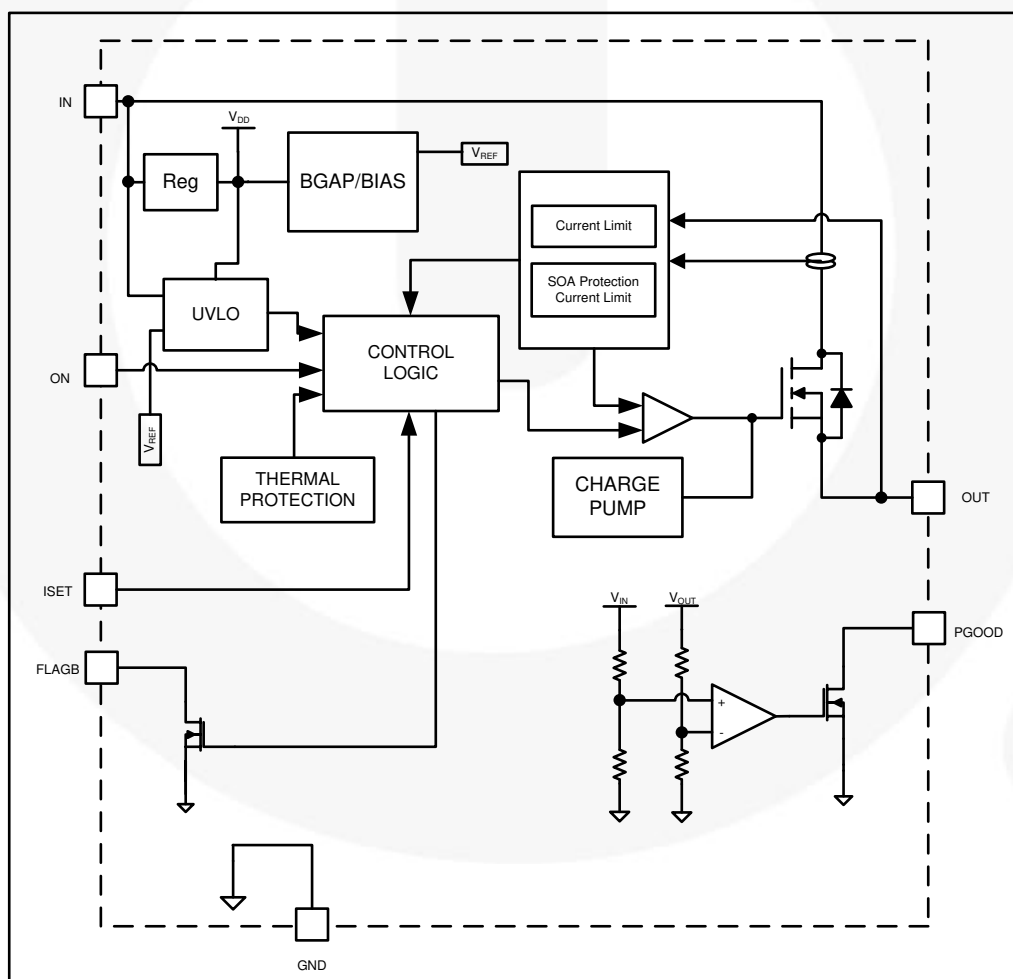 IN
VDD
Reg
BGAP/BIAS
VREF
Current Limit
SOA Protection
Current Limit
UVLO
CONTROL
LOGIC
ON
VREF
THERMAL
PROTECTION
CHARGE
PUMP
OUT
ISET
VIN
VOUT
PGOOD
FLAGB
+
-
GND